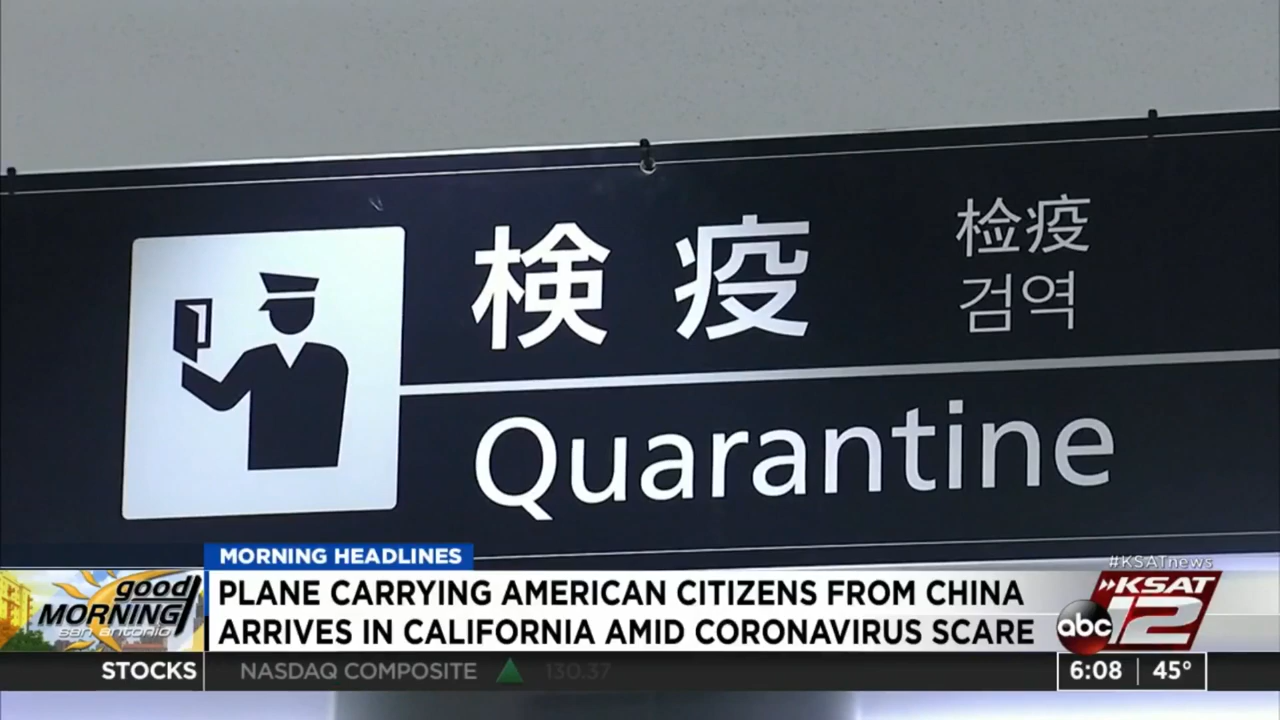 検疫
检疫
검역
Quarantine
#KSATnews
MORNING HEADLINES
good
MORNING
san antonio
PLANE CARRYING AMERICAN CITIZENS FROM CHINA
ARRIVES IN CALIFORNIA AMID CORONAVIRUS SCARE
abc
KSAT
12
STOCKS
NASDAQ COMPOSITE ▲ 130.37
6:08 45°